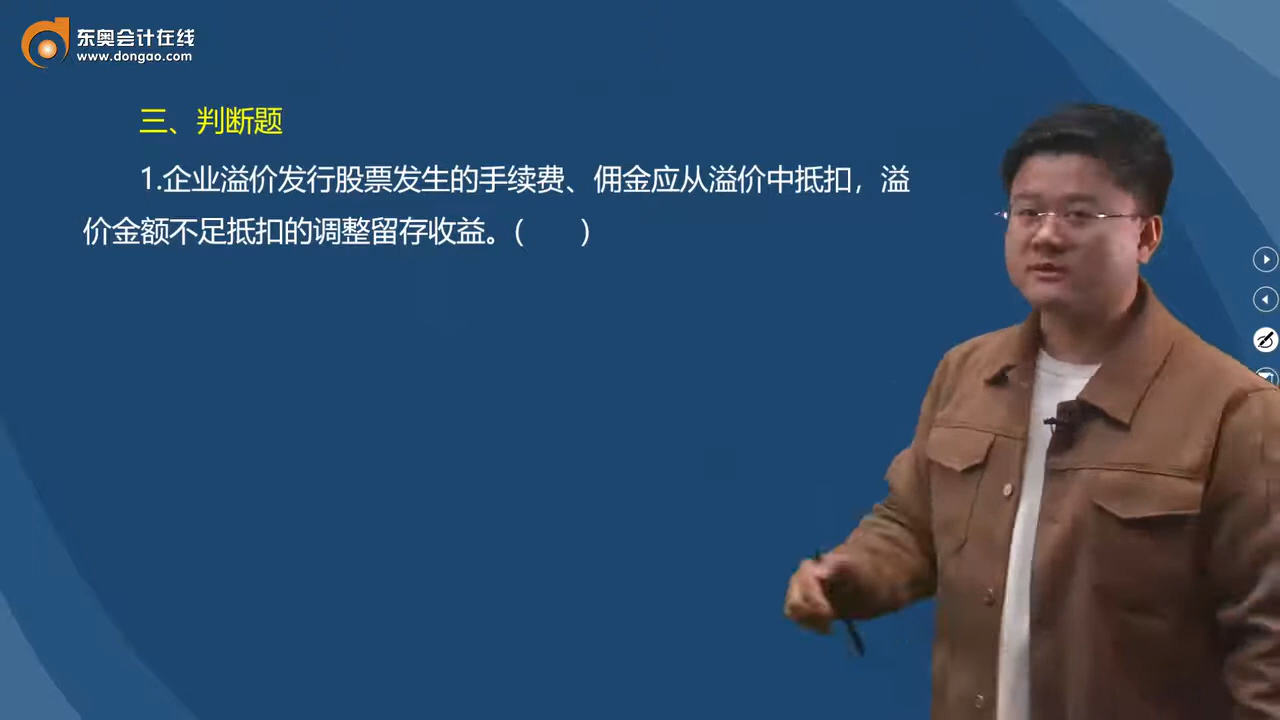 东奥会计在线
www.dongao.com
三、判断题
1.企业溢价发行股票发生的手续费、佣金应从溢价中抵扣，溢
价金额不足抵扣的调整留存收益。（　　）